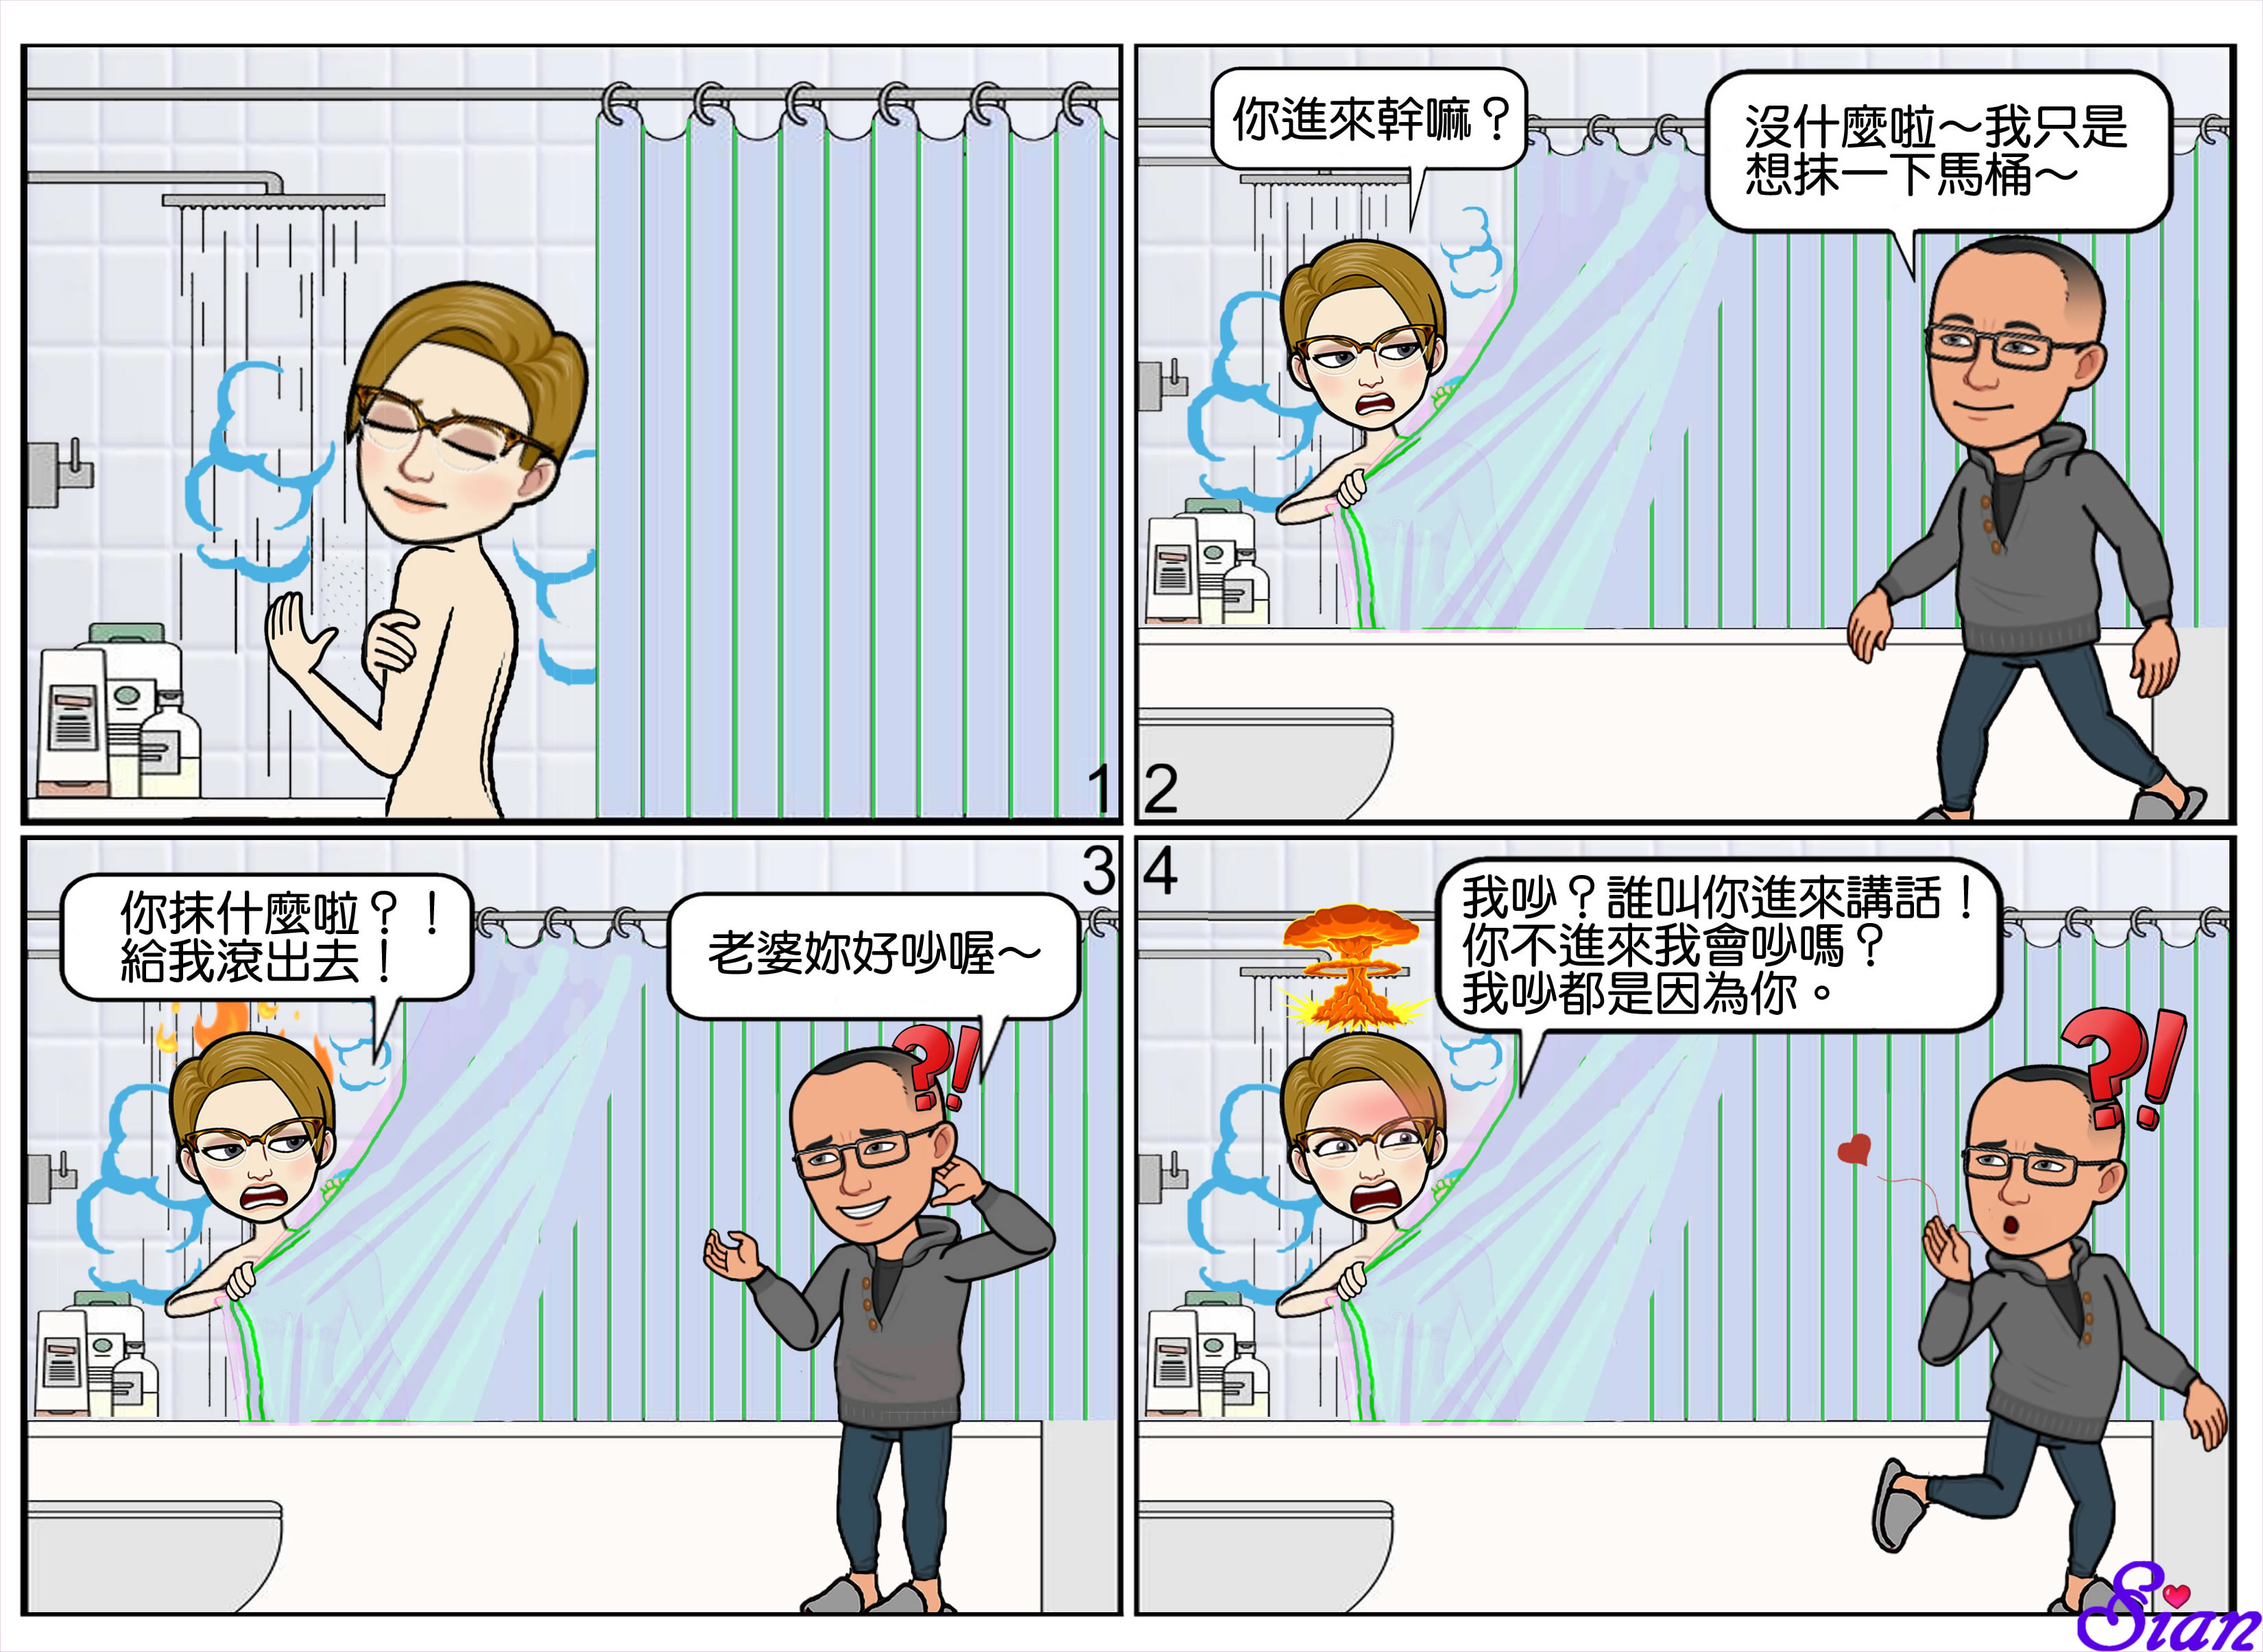 1
2
你進來幹嘛？
沒什麼啦～我只是
想抹一下馬桶～
3
你抹什麼啦？！
給我滾出去！
老婆妳好吵喔～
4
我吵？誰叫你進來講話！
你不進來我會吵嗎？
我吵都是因為你。
?!
?!
Sian